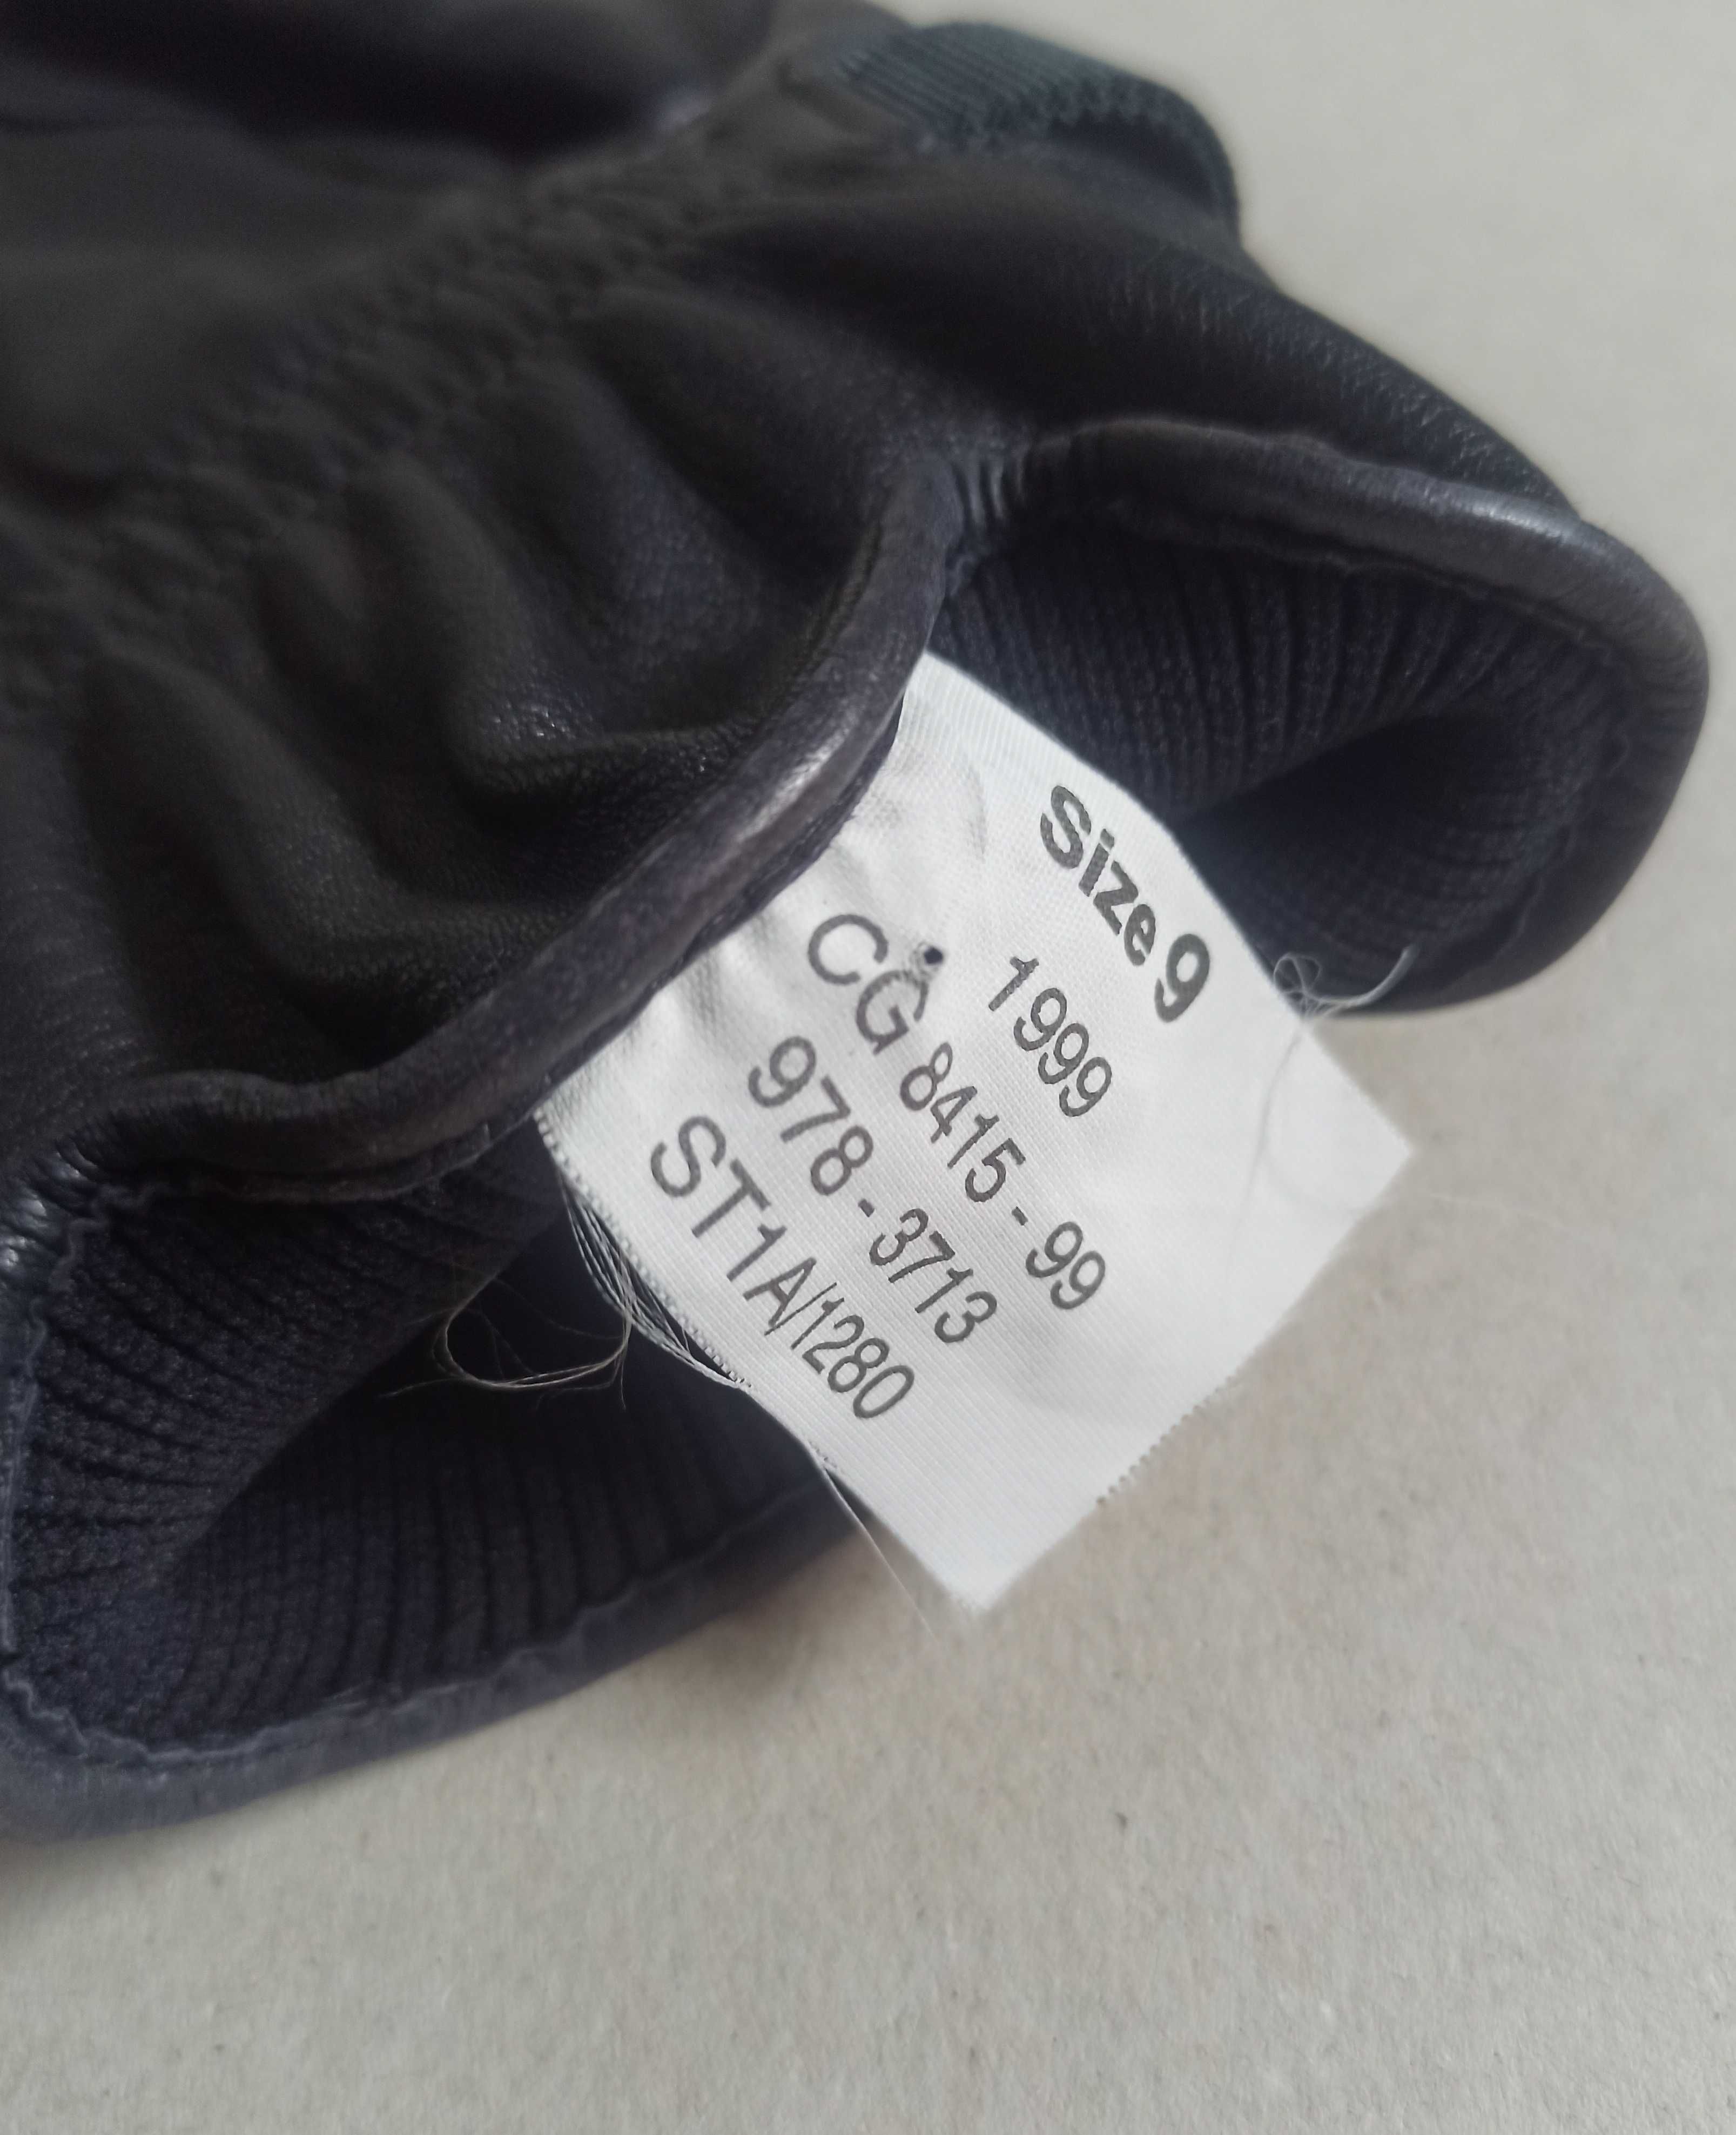 Size 9
1999
CG 8415 - 99
978 - 3713
ST1A/1280